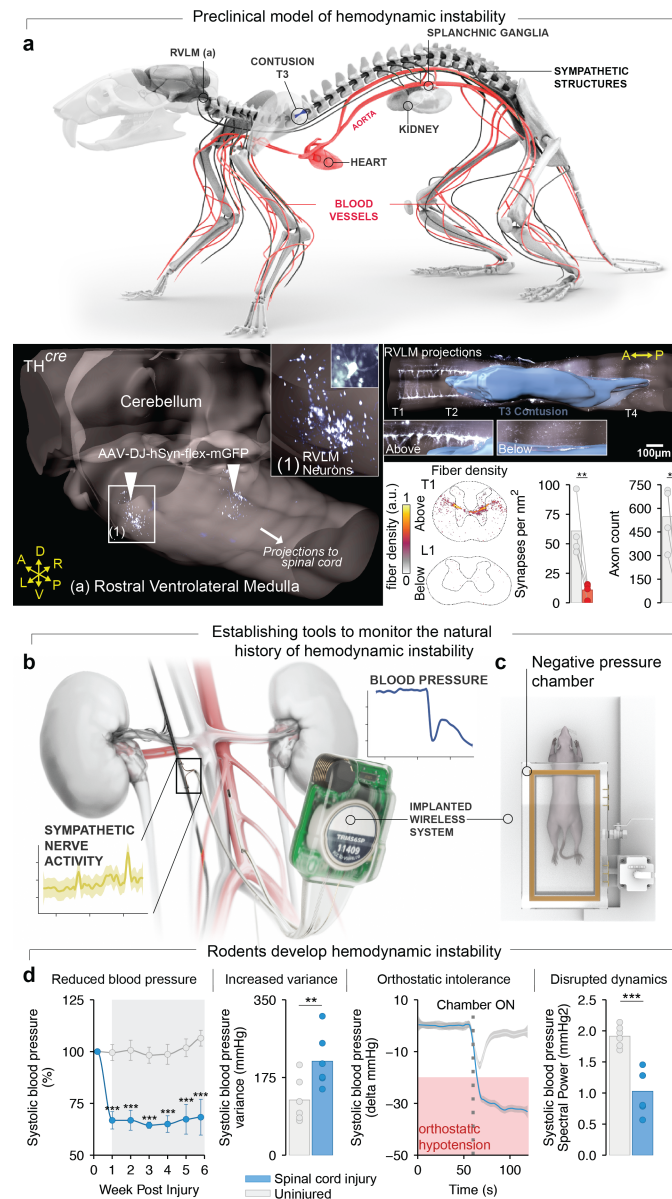 Preclinical model of hemodynamic instability
a
RVLM (a)
CONTUSION
T3
SPLANCHNIC GANGLIA
SYMPATHETIC
STRUCTURES
AORTA
KIDNEY
HEART
BLOOD
VESSELS
TH cre
Cerebellum
AAV-DJ-hSyn-flex-mGFP
(1)
(1) RVLM
Neurons
Projections to
spinal cord
A D R
L V P
(a) Rostral Ventrolateral Medulla
RVLM projections
A P
T1 T2 T3 Contusion T4
Above
Below
100μm
Fiber density
fiber density (a.u.)
1
0
T1
Above
L1
Below
Synapses per nm²
100
75
50
25
0
**
Axon count
750
600
450
300
150
0
*
Establishing tools to monitor the natural
history of hemodynamic instability
b
BLOOD PRESSURE
SYMPATHETIC
NERVE
ACTIVITY
IMPLANTED
WIRELESS
SYSTEM
TRM56SP
11409
c
Negative pressure
chamber
Rodents develop hemodynamic instability
d
Reduced blood pressure
Systolic blood pressure
(%)
125
100
75
50
*** *** *** *** *** ***
0 1 2 3 4 5 6
Week Post Injury
Increased variance
Systolic blood pressure
variance (mmHg)
350
175
0
**
Orthostatic intolerance
Systolic blood pressure
(delta mmHg)
10
-10
-30
-50
Chamber ON
orthostatic
hypotension
0 50 100
Time (s)
Disrupted dynamics
Systolic blood pressure
Spectral Power (mmHg2)
2.5
2.0
1.5
1.0
0.5
0
***
Spinal cord injury
Uninjured